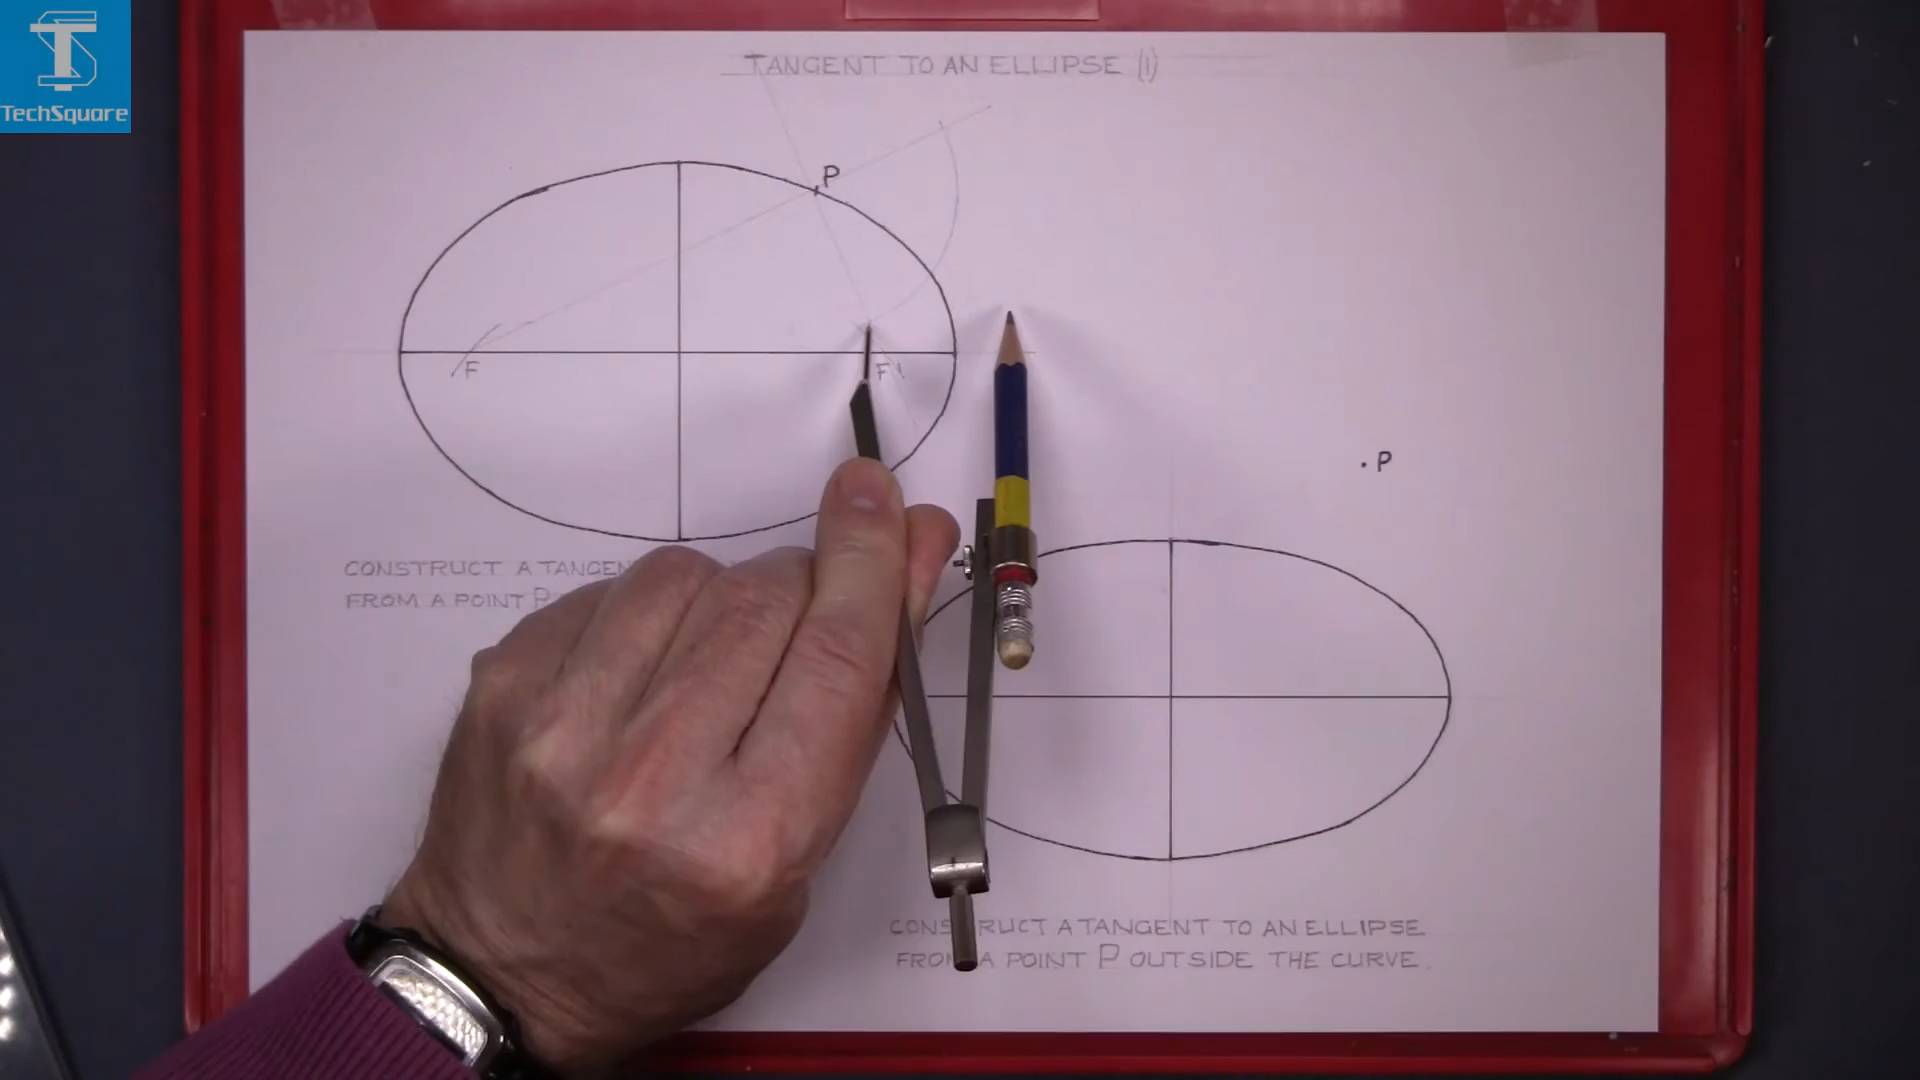 TechSquare
TANGENT TO AN ELLIPSE (1)
P
F
F'
P
CONSTRUCT A TANGEN
FROM A POINT P
CONS RUCT A TANGENT TO AN ELLIPSE
FROM A POINT P OUTSIDE THE CURVE.